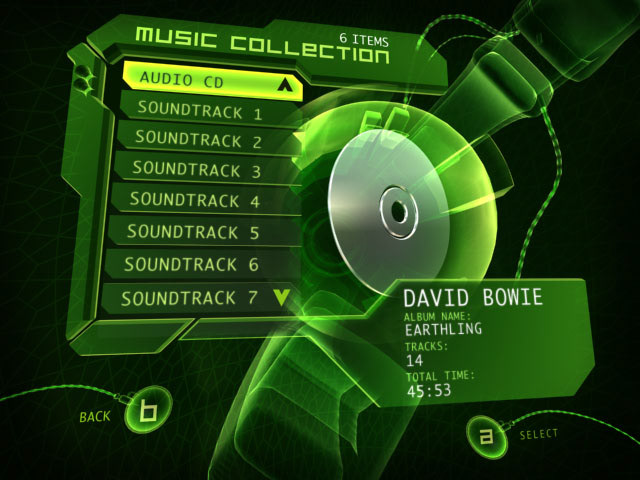 MUSIC COLLECTION
6 ITEMS
AUDIO CD
SOUNDTRACK 1
SOUNDTRACK 2
SOUNDTRACK 3
SOUNDTRACK 4
SOUNDTRACK 5
SOUNDTRACK 6
SOUNDTRACK 7
DAVID BOWIE
ALBUM NAME:
EARTHLING
TRACKS:
14
TOTAL TIME:
45:53
BACK b
a SELECT